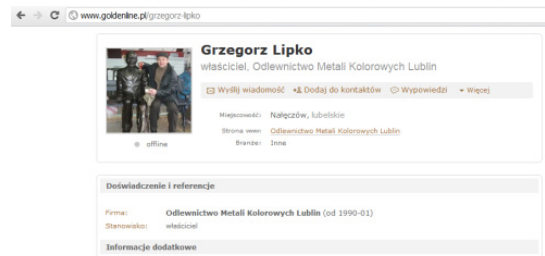 www.goldenline.pl/grzegorz-lipko
Grzegorz Lipko
właściciel, Odlewnictwo Metali Kolorowych Lublin
Wyślij wiadomość Dodaj do kontaktów Wypowiedzi Więcej
Miejscowość: Nałęczów, lubelskie
Strona www: Odlewnictwo Metali Kolorowych Lublin
Branża: Inne
offline
Doświadczenie i referencje
Firma: Odlewnictwo Metali Kolorowych Lublin (od 1990-01)
Stanowisko: właściciel
Informacje dodatkowe